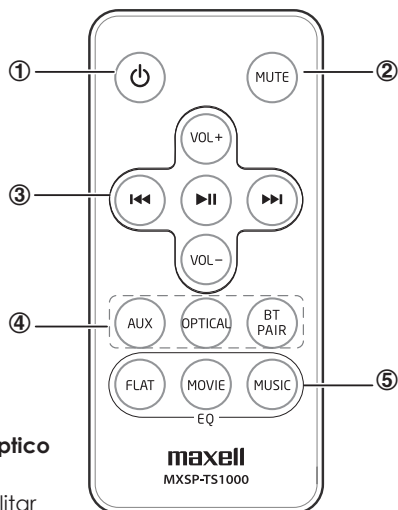 ①
②
MUTE
VOL+
③
VOL–
④
AUX OPTICAL BT PAIR
FLAT MOVIE MUSIC
⑤
EQ
ptico
maxell
MXSP-TS1000
litar